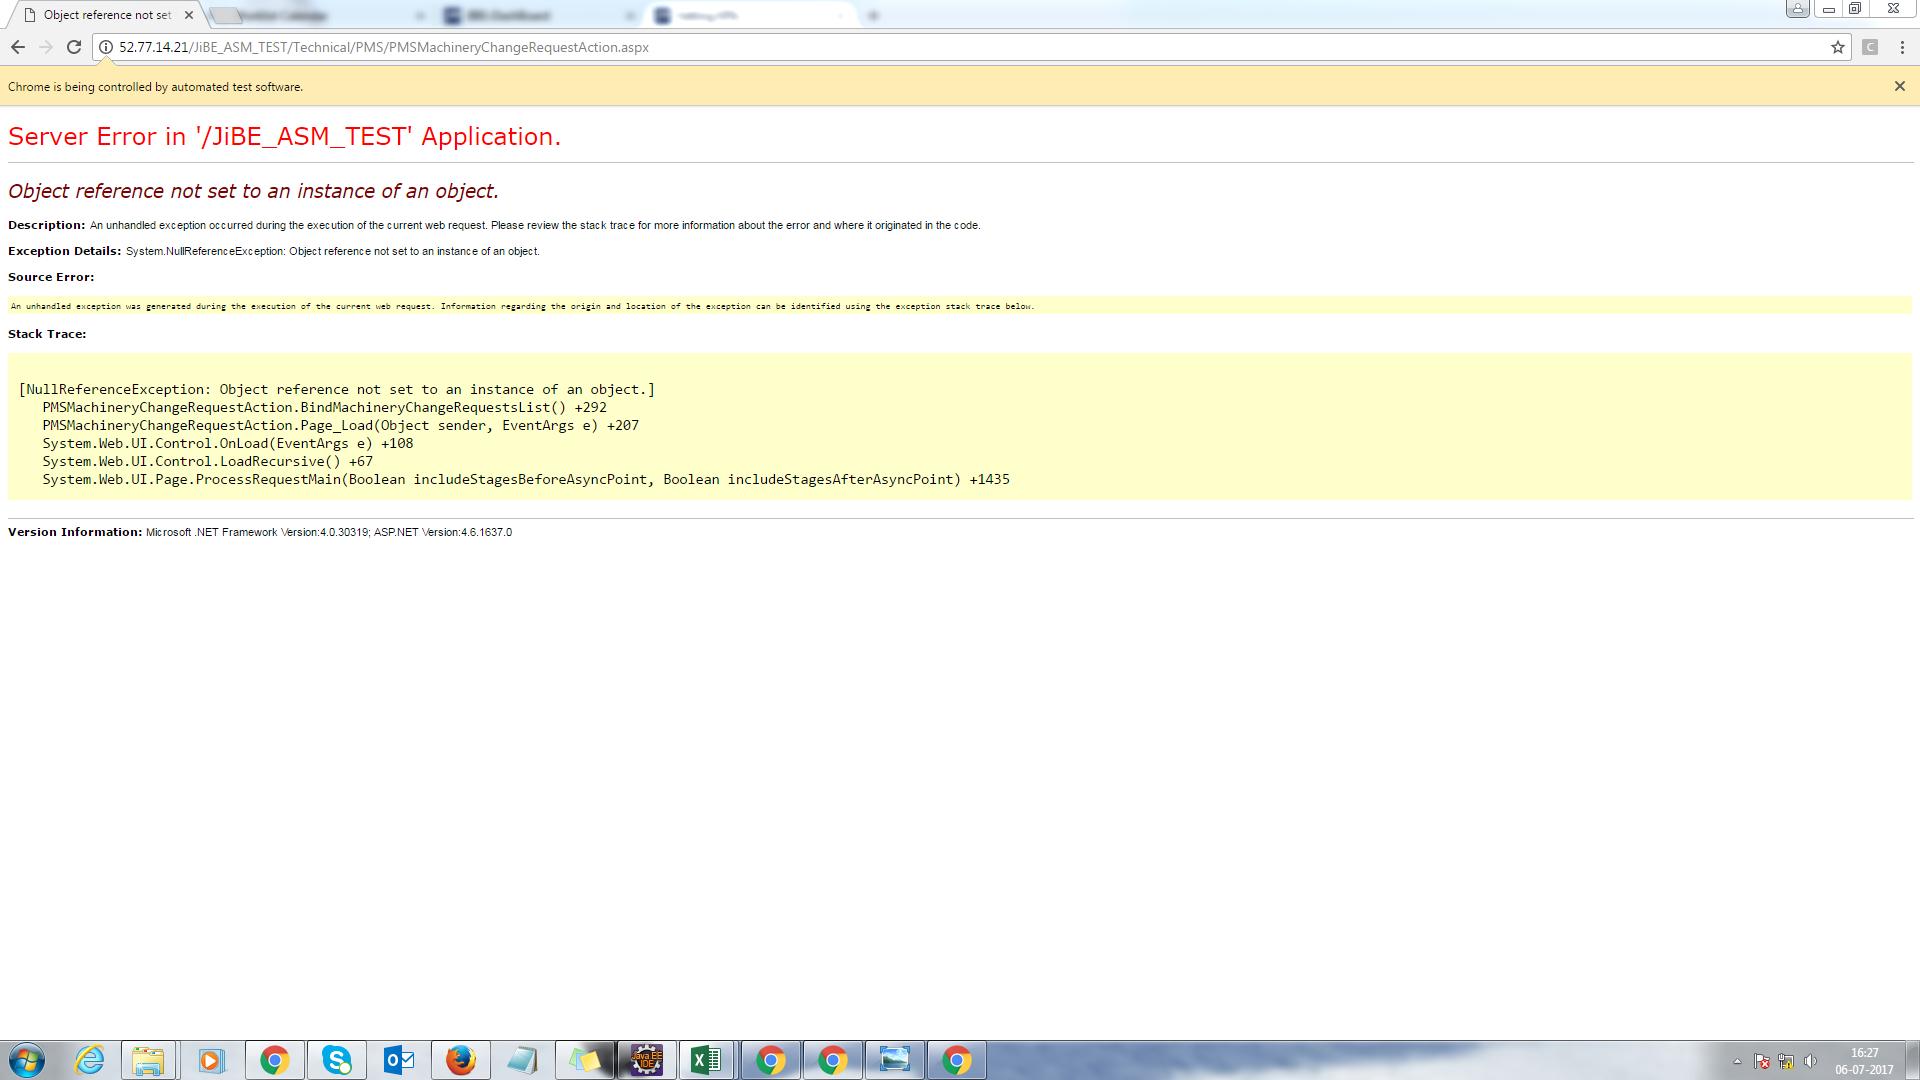 Object reference not set
52.77.14.21/JiBE_ASM_TEST/Technical/PMS/PMSMachineryChangeRequestAction.aspx
C
Chrome is being controlled by automated test software.
Server Error in '/JiBE_ASM_TEST' Application.
Object reference not set to an instance of an object.
Description: An unhandled exception occurred during the execution of the current web request. Please review the stack trace for more information about the error and where it originated in the code.
Exception Details: System.NullReferenceException: Object reference not set to an instance of an object.
Source Error:
An unhandled exception was generated during the execution of the current web request. Information regarding the origin and location of the exception can be identified using the exception stack trace below.
Stack Trace:
[NullReferenceException: Object reference not set to an instance of an object.]
PMSMachineryChangeRequestAction.BindMachineryChangeRequestsList() +292
PMSMachineryChangeRequestAction.Page_Load(Object sender, EventArgs e) +207
System.Web.UI.Control.OnLoad(EventArgs e) +108
System.Web.UI.Control.LoadRecursive() +67
System.Web.UI.Page.ProcessRequestMain(Boolean includeStagesBeforeAsyncPoint, Boolean includeStagesAfterAsyncPoint) +1435
Version Information: Microsoft .NET Framework Version:4.0.30319; ASP.NET Version:4.6.1637.0
Java EE
IDE
16:27
06-07-2017